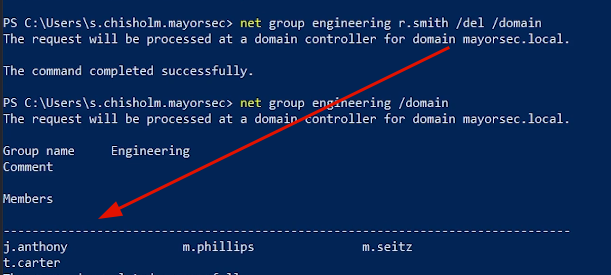 PS C:\Users\s.chisholm.mayorsec> net group engineering r.smith /del /domain
The request will be processed at a domain controller for domain mayorsec.local.
The command completed successfully.
PS C:\Users\s.chisholm.mayorsec> net group engineering /domain
The request will be processed at a domain controller for domain mayorsec.local.
Group name     Engineering
Comment
Members
-------------------------------------------------------------------------------
j.anthony                m.phillips               m.seitz
t.carter